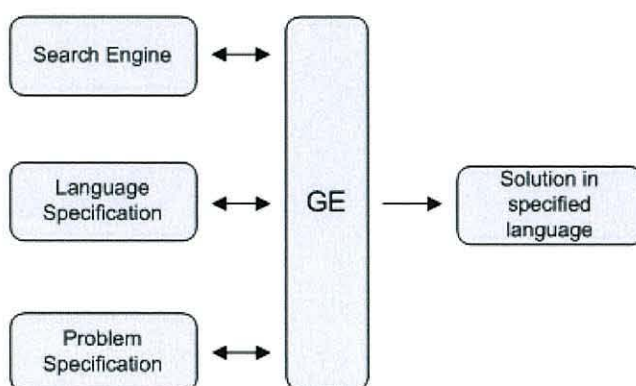 Search Engine
Language
Specification
GE
Solution in
specified
language
Problem
Specification